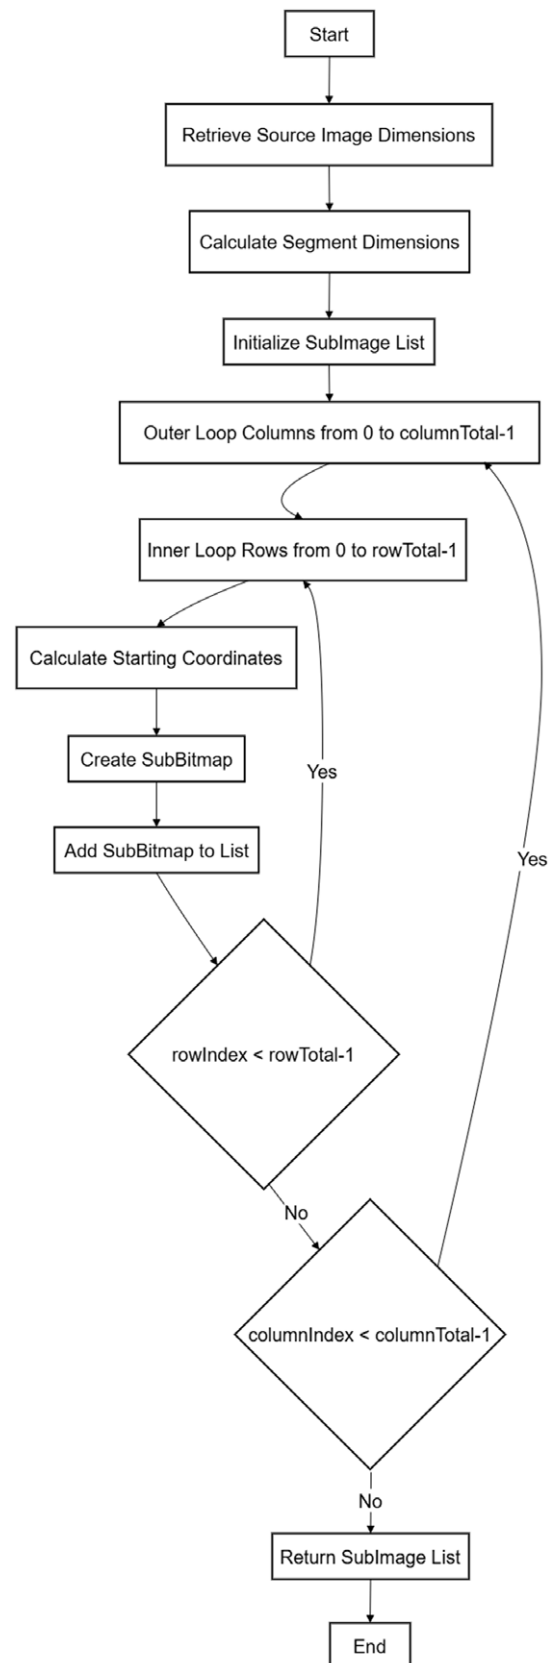 Start
Retrieve Source Image Dimensions
Calculate Segment Dimensions
Initialize SubImage List
Outer Loop Columns from 0 to columnTotal-1
Inner Loop Rows from 0 to rowTotal-1
Calculate Starting Coordinates
Create SubBitmap
Yes
Add SubBitmap to List
Yes
rowIndex < rowTotal-1
No
columnIndex < columnTotal-1
No
Return SubImage List
End